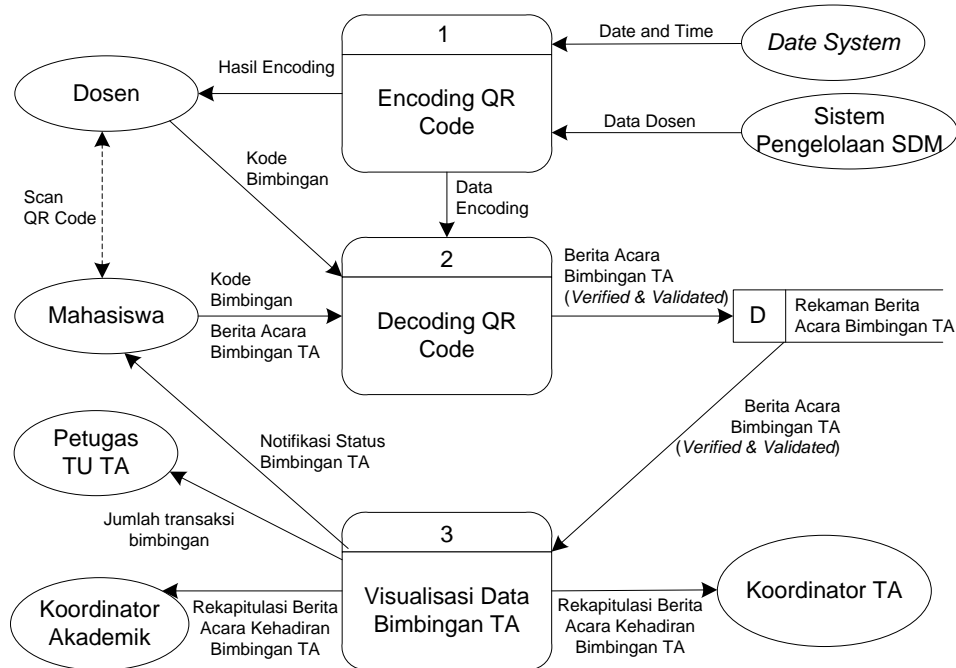 1
Encoding QR
Code
Date and Time
Date System
Hasil Encoding
Dosen
Data Dosen
Sistem
Pengelolaan SDM
Kode
Bimbingan
Data
Encoding
Scan
QR Code
2
Decoding QR
Code
Berita Acara
Bimbingan TA
(Verified & Validated)
Mahasiswa
Kode
Bimbingan
Berita Acara
Bimbingan TA
D
Rekaman Berita
Acara Bimbingan TA
Berita Acara
Bimbingan TA
(Verified & Validated)
Notifikasi Status
Bimbingan TA
Petugas
TU TA
Jumlah transaksi
bimbingan
3
Visualisasi Data
Bimbingan TA
Koordinator
Akademik
Rekapitulasi Berita
Acara Kehadiran
Bimbingan TA
Rekapitulasi Berita
Acara Kehadiran
Bimbingan TA
Koordinator TA